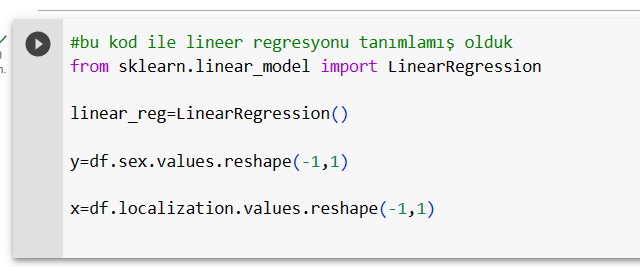 #bu kod ile lineer regresyonu tanımlamış olduk
from sklearn.linear_model import LinearRegression
linear_reg=LinearRegression()
y=df.sex.values.reshape(-1,1)
x=df.localization.values.reshape(-1,1)